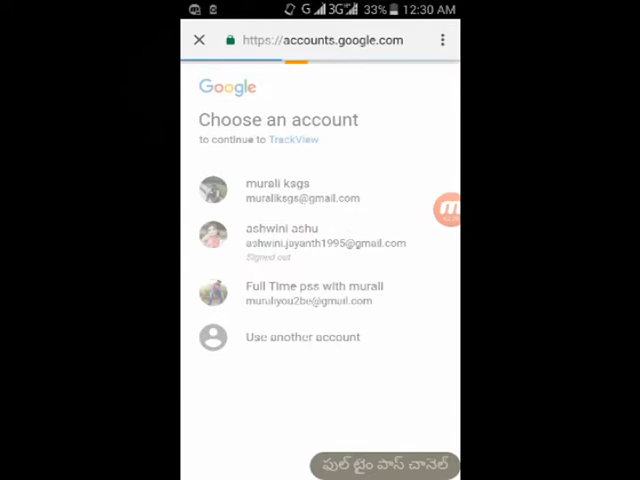 G 3G 33% 12:30 AM
https://accounts.google.com
Google
Choose an account
to continue to TrackView
murali ksgs
muraliksgs@gmail.com
ashwini ashu
ashwini.jayanth1995@gmail.com
Signed out
Full Time pss with murali
muraliyou2be@gmail.com
Use another account
ఫుల్ టైం పాస్ చానెల్